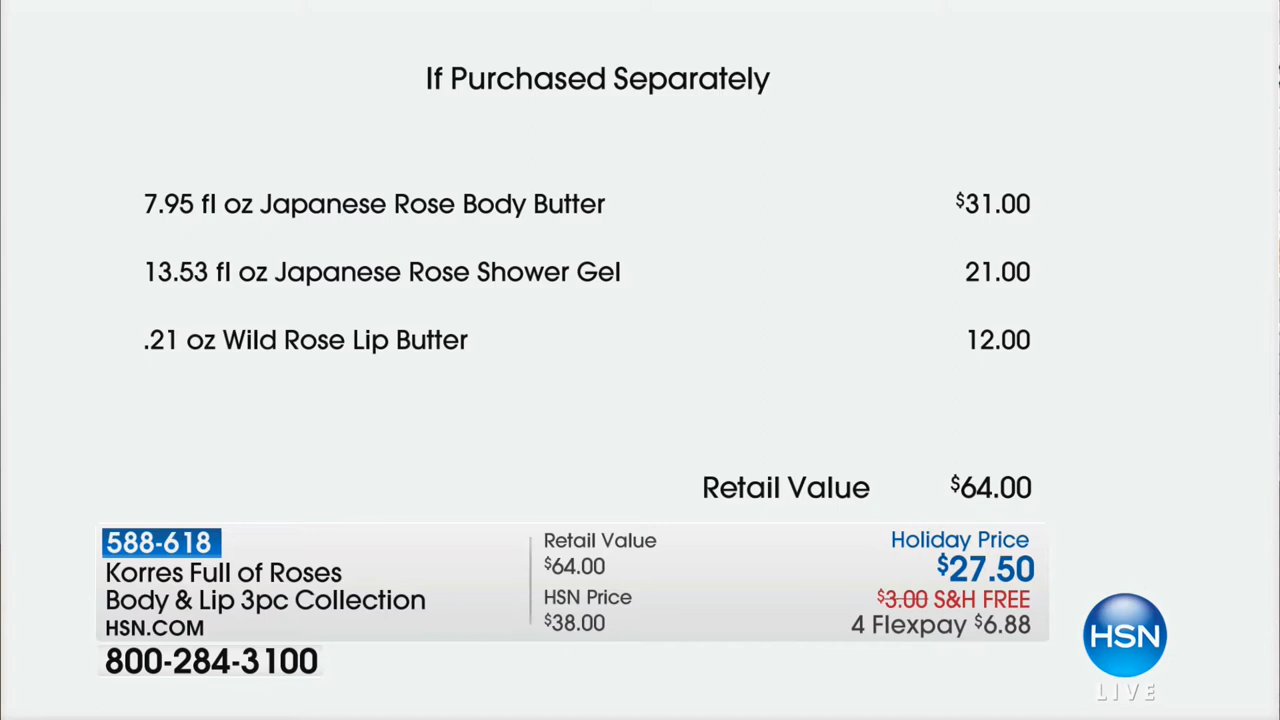 If Purchased Separately
7.95 fl oz Japanese Rose Body Butter $31.00
13.53 fl oz Japanese Rose Shower Gel 21.00
.21 oz Wild Rose Lip Butter 12.00
Retail Value $64.00
588-618
Korres Full of Roses
Body & Lip 3pc Collection
HSN.COM
800-284-3100
Retail Value
$64.00
HSN Price
$38.00
Holiday Price
$27.50
$3.00 S&H FREE
4 Flexpay $6.88
HSN
LIVE